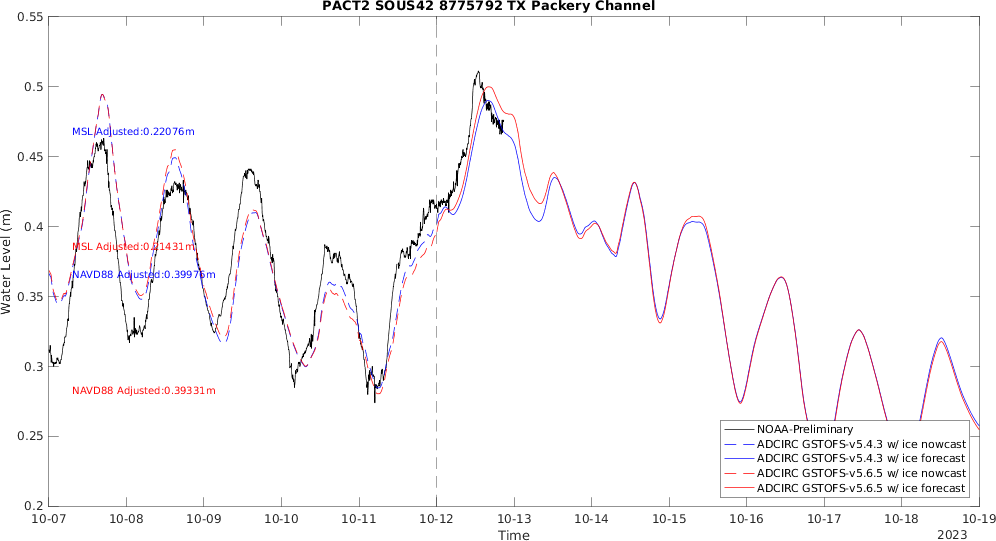 PACT2 SOUS42 8775792 TX Packery Channel
0.55
0.5
0.45
0.4
0.35
0.3
0.25
0.2
Water Level (m)
MSL Adjusted:0.22076m
MSL Adjusted:0.21431m
NAVD88 Adjusted:0.39976m
NAVD88 Adjusted:0.39331m
NOAA-Preliminary
ADCIRC GSTOFS-v5.4.3 w/ ice nowcast
ADCIRC GSTOFS-v5.4.3 w/ ice forecast
ADCIRC GSTOFS-v5.6.5 w/ ice nowcast
ADCIRC GSTOFS-v5.6.5 w/ ice forecast
10-07 10-08 10-09 10-10 10-11 10-12 10-13 10-14 10-15 10-16 10-17 10-18 10-19
Time
2023